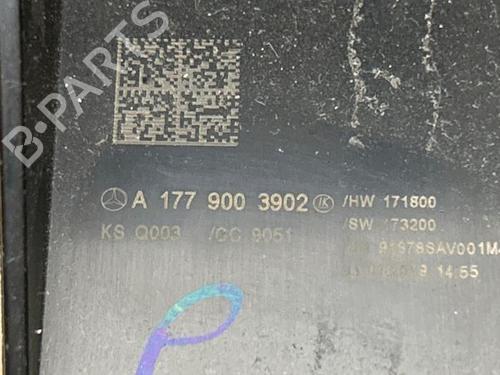 B-PARTS
A 177 900 3902 /HW 171800
KS Q003 /CC 9051 /SW 173200
14:55